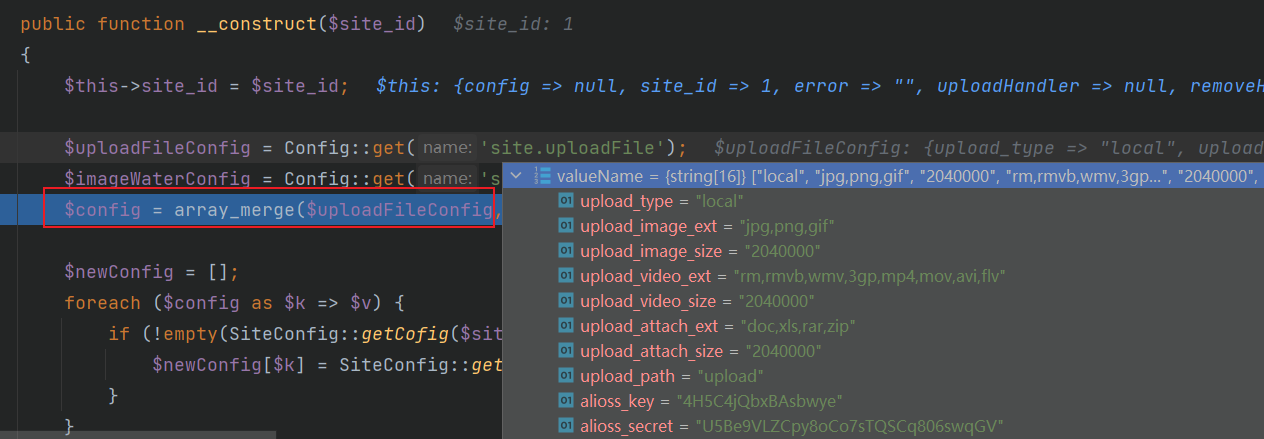 public function __construct($site_id)   $site_id: 1
{
$this->site_id = $site_id;   $this: {config => null, site_id => 1, error => "", uploadHandler => null, removeH
$uploadFileConfig = Config::get( name: 'site.uploadFile');   $uploadFileConfig: {upload_type => "local", upload
$imageWaterConfig = Config::get( name: 's
$config = array_merge($uploadFileConfig,
$newConfig = [];
foreach ($config as $k => $v) {
if (!empty(SiteConfig::getCofig($sit
$newConfig[$k] = SiteConfig::get
}
}
valueName = {string[16]} ["local", "jpg,png,gif", "2040000", "rm,rmvb,wmv,3gp...", "2040000",
upload_type = "local"
upload_image_ext = "jpg,png,gif"
upload_image_size = "2040000"
upload_video_ext = "rm,rmvb,wmv,3gp,mp4,mov,avi,flv"
upload_video_size = "2040000"
upload_attach_ext = "doc,xls,rar,zip"
upload_attach_size = "2040000"
upload_path = "upload"
alioss_key = "4H5C4jQbxBAsbwye"
alioss_secret = "U5Be9VLZCpy8oCo7sTQSCq806swqGV"